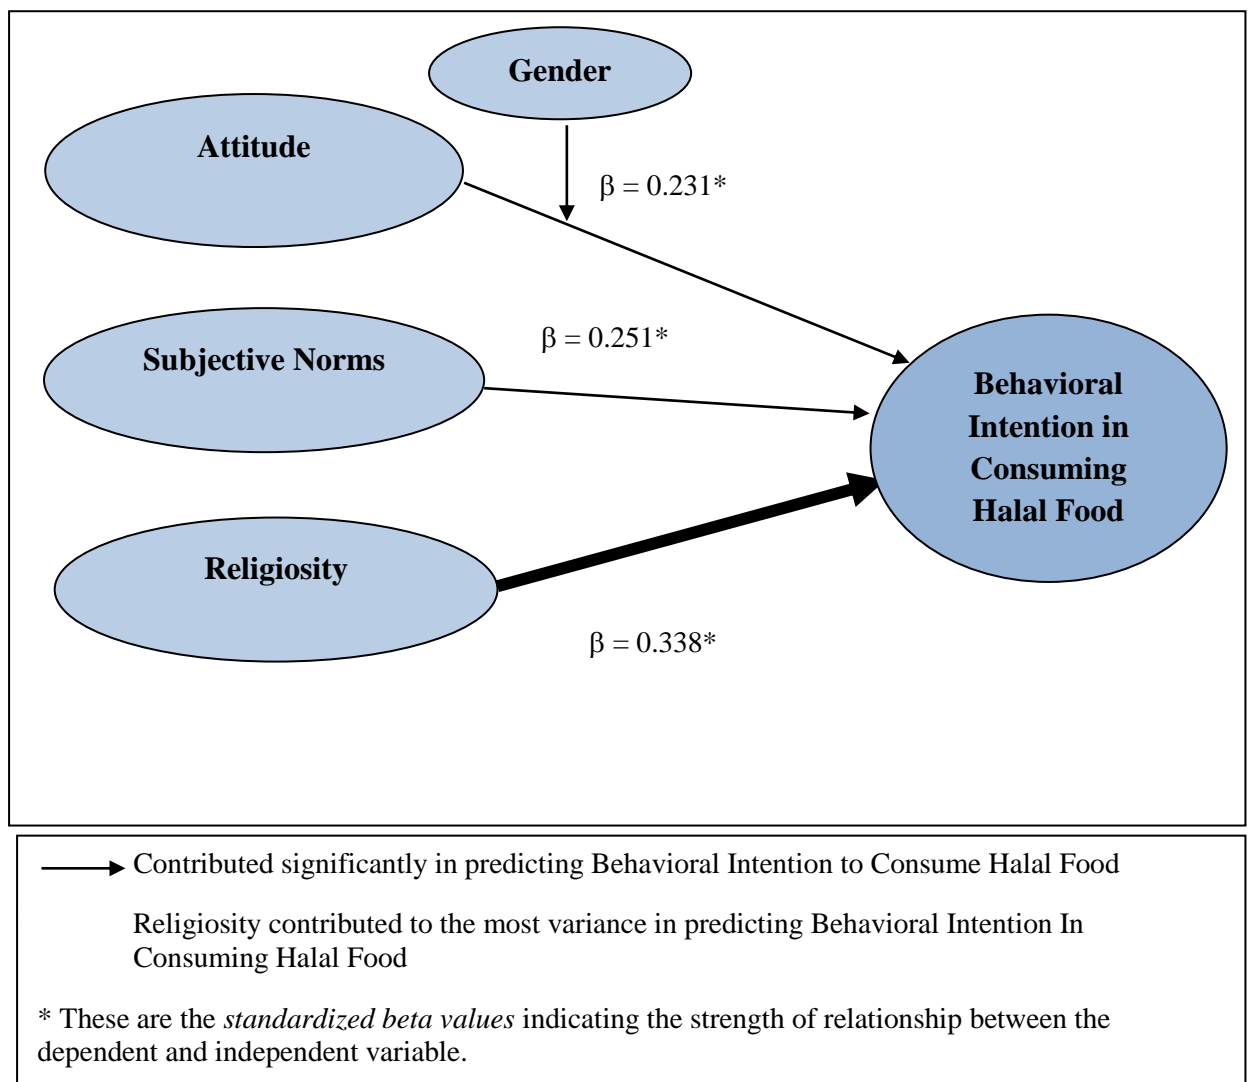 Gender
Attitude
β = 0.231*
Subjective Norms
β = 0.251*
Behavioral
Intention in
Consuming
Halal Food
Religiosity
β = 0.338*
Contributed significantly in predicting Behavioral Intention to Consume Halal Food
Religiosity contributed to the most variance in predicting Behavioral Intention In
Consuming Halal Food
* These are the standardized beta values indicating the strength of relationship between the
dependent and independent variable.